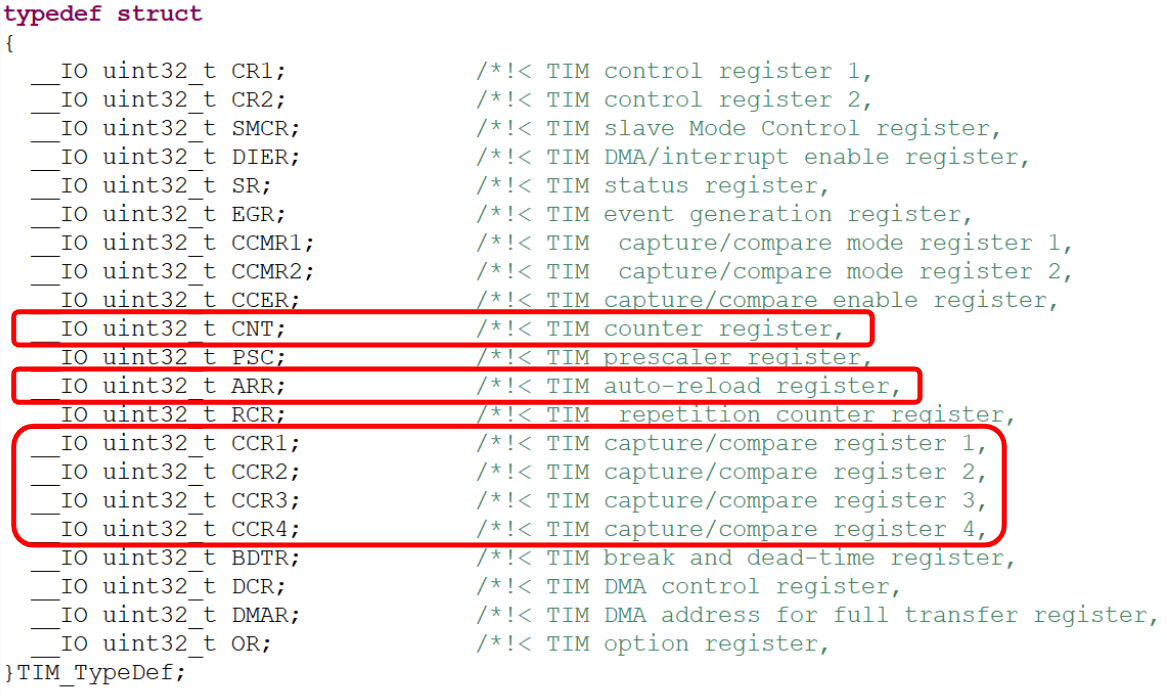 typedef struct
{
  __IO uint32_t CR1;             /*!< TIM control register 1,
  __IO uint32_t CR2;             /*!< TIM control register 2,
  __IO uint32_t SMCR;            /*!< TIM slave Mode Control register,
  __IO uint32_t DIER;            /*!< TIM DMA/interrupt enable register,
  __IO uint32_t SR;              /*!< TIM status register,
  __IO uint32_t EGR;             /*!< TIM event generation register,
  __IO uint32_t CCMR1;           /*!< TIM  capture/compare mode register 1,
  __IO uint32_t CCMR2;           /*!< TIM  capture/compare mode register 2,
  __IO uint32_t CCER;            /*!< TIM capture/compare enable register,
  __IO uint32_t CNT;             /*!< TIM counter register,
  __IO uint32_t PSC;             /*!< TIM prescaler register,
  __IO uint32_t ARR;             /*!< TIM auto-reload register,
  __IO uint32_t RCR;             /*!< TIM  repetition counter register,
  __IO uint32_t CCR1;            /*!< TIM capture/compare register 1,
  __IO uint32_t CCR2;            /*!< TIM capture/compare register 2,
  __IO uint32_t CCR3;            /*!< TIM capture/compare register 3,
  __IO uint32_t CCR4;            /*!< TIM capture/compare register 4,
  __IO uint32_t BDTR;            /*!< TIM break and dead-time register,
  __IO uint32_t DCR;             /*!< TIM DMA control register,
  __IO uint32_t DMAR;            /*!< TIM DMA address for full transfer register,
  __IO uint32_t OR;              /*!< TIM option register,
}TIM_TypeDef;